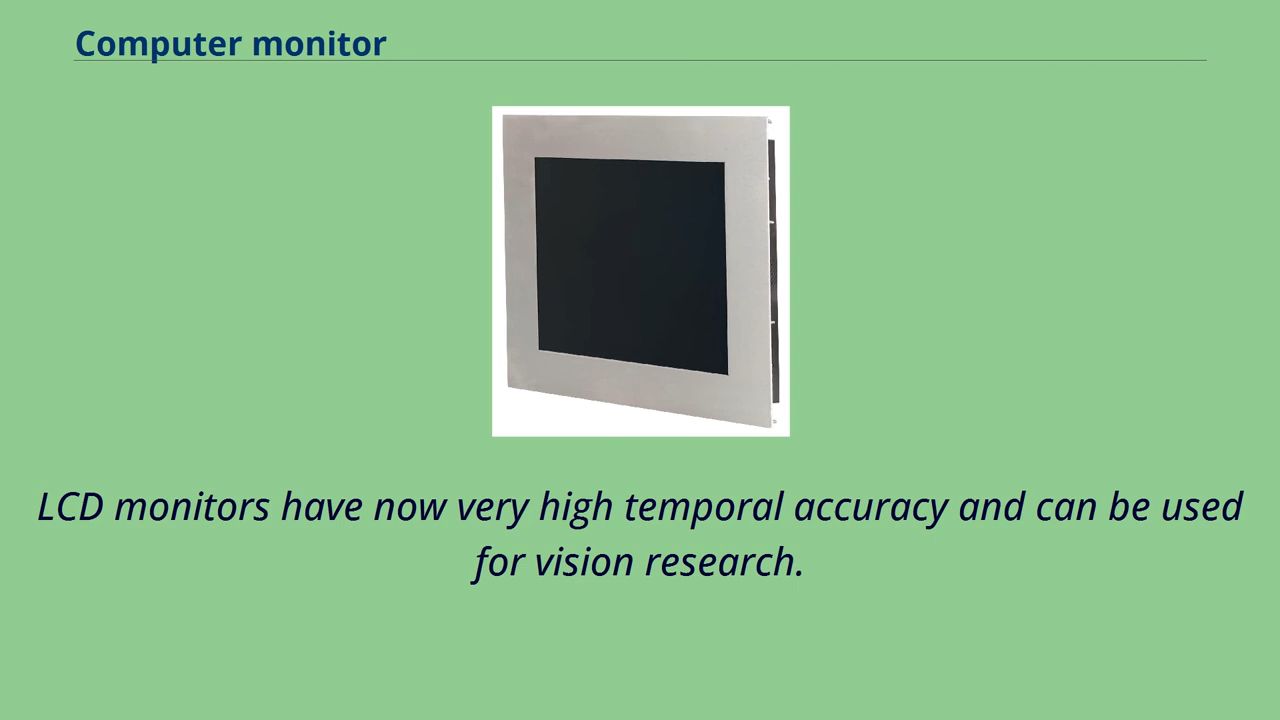 Computer monitor
LCD monitors have now very high temporal accuracy and can be used
for vision research.